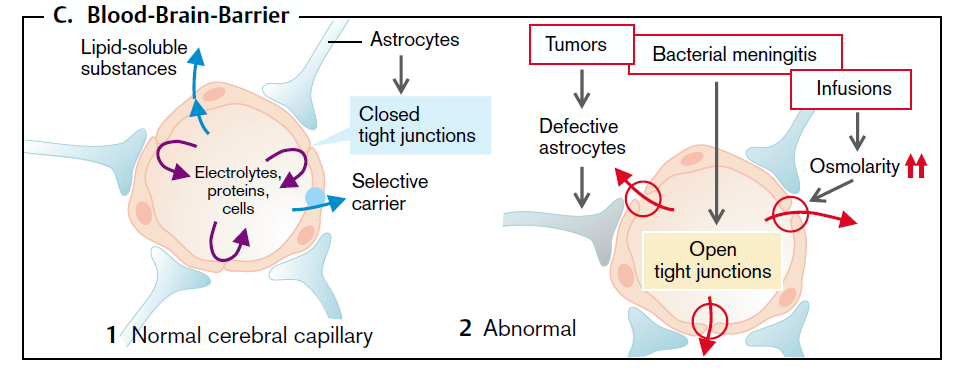 C. Blood-Brain-Barrier
Lipid-soluble
substances
Astrocytes
Closed
tight junctions
Electrolytes,
proteins,
cells
Selective
carrier
1 Normal cerebral capillary
Tumors
Bacterial meningitis
Infusions
Defective
astrocytes
Osmolarity
Open
tight junctions
2 Abnormal